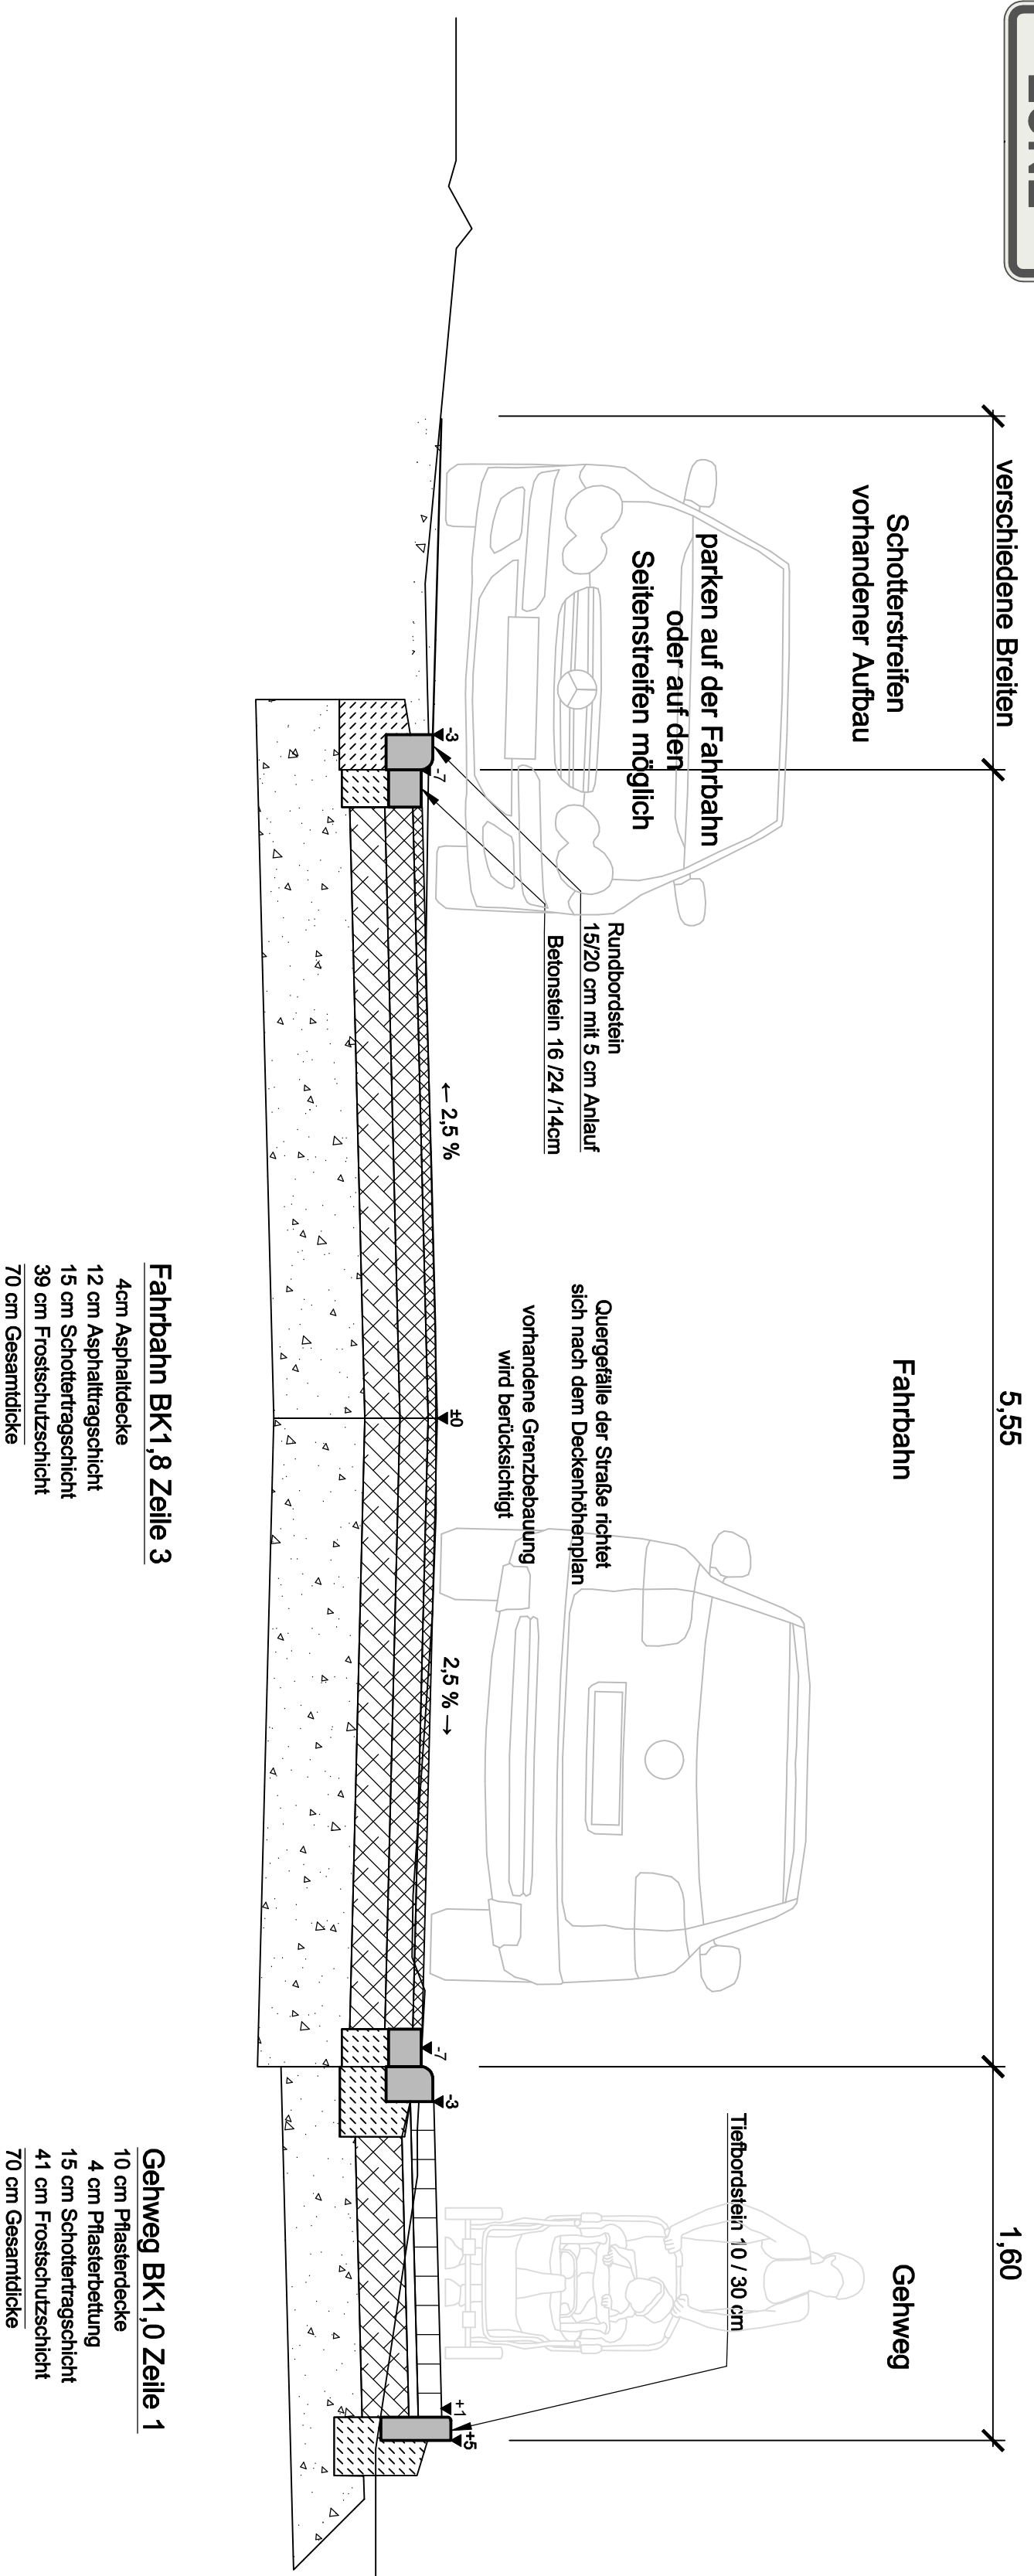 ZONE
verschiedene Breiten
5,55
1,60
Schotterstreifen
vorhandener Aufbau
Fahrbahn
Gehweg
parken auf der Fahrbahn
oder auf den
Seitenstreifen möglich
Rundbordstein
15/20 cm mit 5 cm Anlauf
Betonstein 16 /24 /14cm
Quergefälle der Straße richtet
sich nach dem Deckenhöhenplan
vorhandene Grenzbebauung
wird berücksichtigt
Tiefbordstein 10 / 30 cm
-3
-7
← 2,5 %
±0
2,5 % →
-7
-3
+1
+5
Fahrbahn BK1,8 Zeile 3
4cm Asphaltdecke
12 cm Asphalttragschicht
15 cm Schottertragschicht
39 cm Frostschutzschicht
70 cm Gesamtdicke
Gehweg BK1,0 Zeile 1
10 cm Pflasterdecke
4 cm Pflasterbettung
15 cm Schottertragschicht
41 cm Frostschutzschicht
70 cm Gesamtdicke